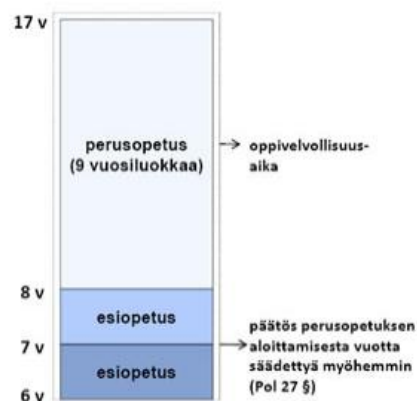 17 v
perusopetus
(9 vuosiluokkaa)
oppivelvollisuus-
aika
8 v
esiopetus
7 v
päätös perusopetuksen
aloittamisesta vuotta
säädettyä myöhemmin
(Pol 27 §)
esiopetus
6 v